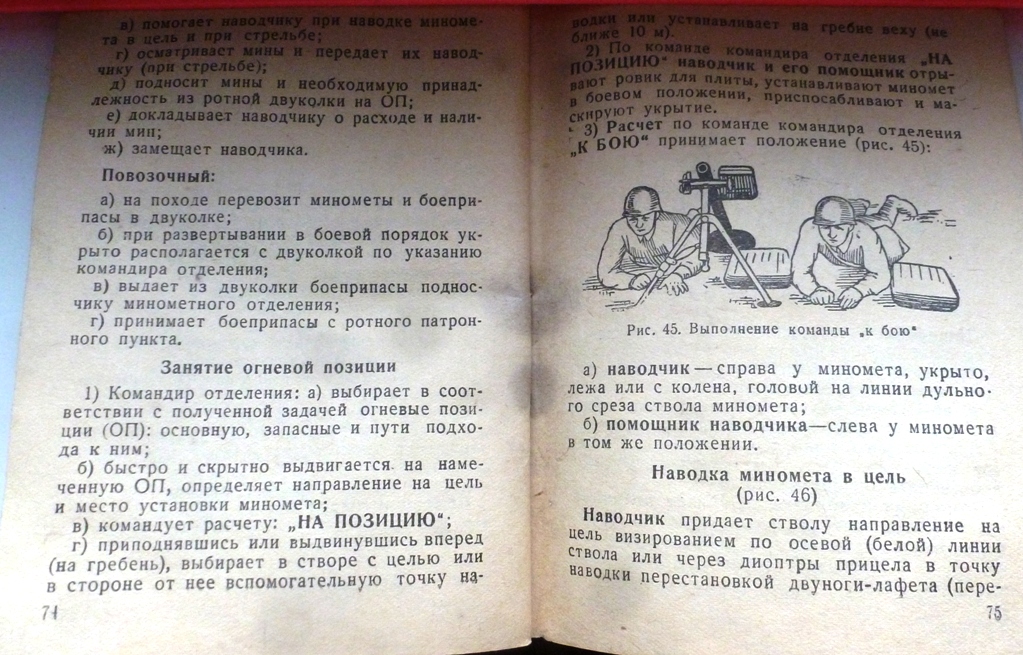 в) помогает наводчику при наводке миноме-
та в цель и при стрельбе;
г) осматривает мины и передает их навод-
чику (при стрельбе);
д) подносит мины и необходимую принад-
лежность из ротной двуколки на ОП;
е) докладывает наводчику о расходе и нали-
чии мин;
ж) замещает наводчика.
Повозочный:
а) на походе перевозит минометы и боепри-
пасы в двуколке;
б) при развертывании в боевой порядок ук-
рыто располагается с двуколкой по указанию
командира отделения;
в) выдает из двуколки боеприпасы поднос-
чику минометного отделения;
г) принимает боеприпасы с ротного патрон-
ного пункта.
Занятие огневой позиции
1) Командир отделения: а) выбирает в соот-
ветствии с полученной задачей огневые пози-
ции (ОП): основную, запасные и пути подхо-
да к ним;
б) быстро и скрытно выдвигается на наме-
ченную ОП, определяет направление на цель
и место установки миномета;
в) командует расчету: „НА ПОЗИЦИЮ“;
г) приподнявшись или выдвинувшись вперед
(на гребень), выбирает в створе с целью или
в стороне от нее вспомогательную точку на-
74
водки или устанавливает на гребне веху (не
ближе 10 м).
2) По команде командира отделения „НА
ПОЗИЦИЮ“ наводчик и его помощник отры-
вают ровик для плиты, устанавливают миномет
в боевом положении, приспосабливают и ма-
скируют укрытие.
3) Расчет по команде командира отделения
„К БОЮ“ принимает положение (рис. 45):
Рис. 45. Выполнение команды „к бою“
а) наводчик — справа у миномета, укрыто,
лежа или с колена, головой на линии дульно-
го среза ствола миномета;
б) помощник наводчика—слева у миномета
в том же положении.
Наводка миномета в цель
(рис. 46)
Наводчик придает стволу направление на
цель визированием по осевой (белой) линии
ствола или через диоптры прицела в точку
наводки перестановкой двуноги-лафета (пере-
75